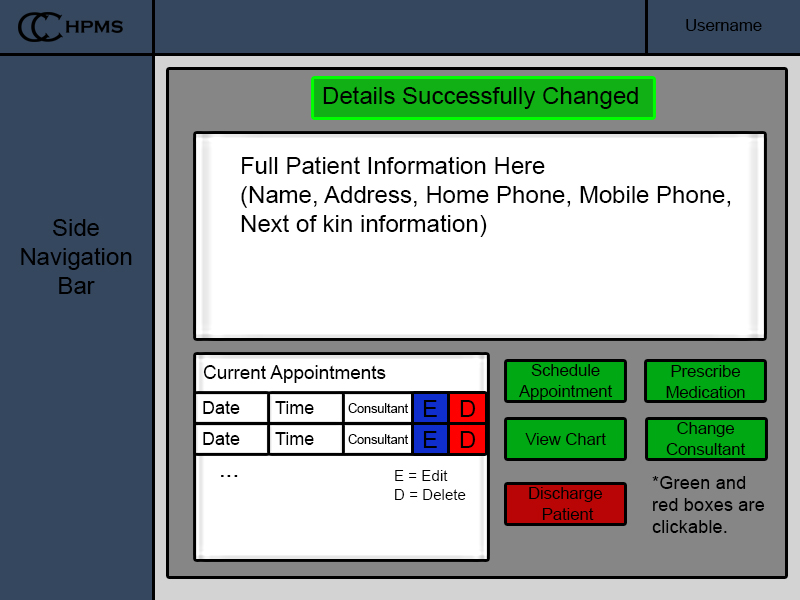 CCC HPMS
Username
Side
Navigation
Bar
Details Successfully Changed
Full Patient Information Here
(Name, Address, Home Phone, Mobile Phone,
Next of kin information)
Current Appointments
Date Time Consultant E D
Date Time Consultant E D
...
E = Edit
D = Delete
Schedule
Appointment
Prescribe
Medication
View Chart
Change
Consultant
Discharge
Patient
*Green and
red boxes are
clickable.